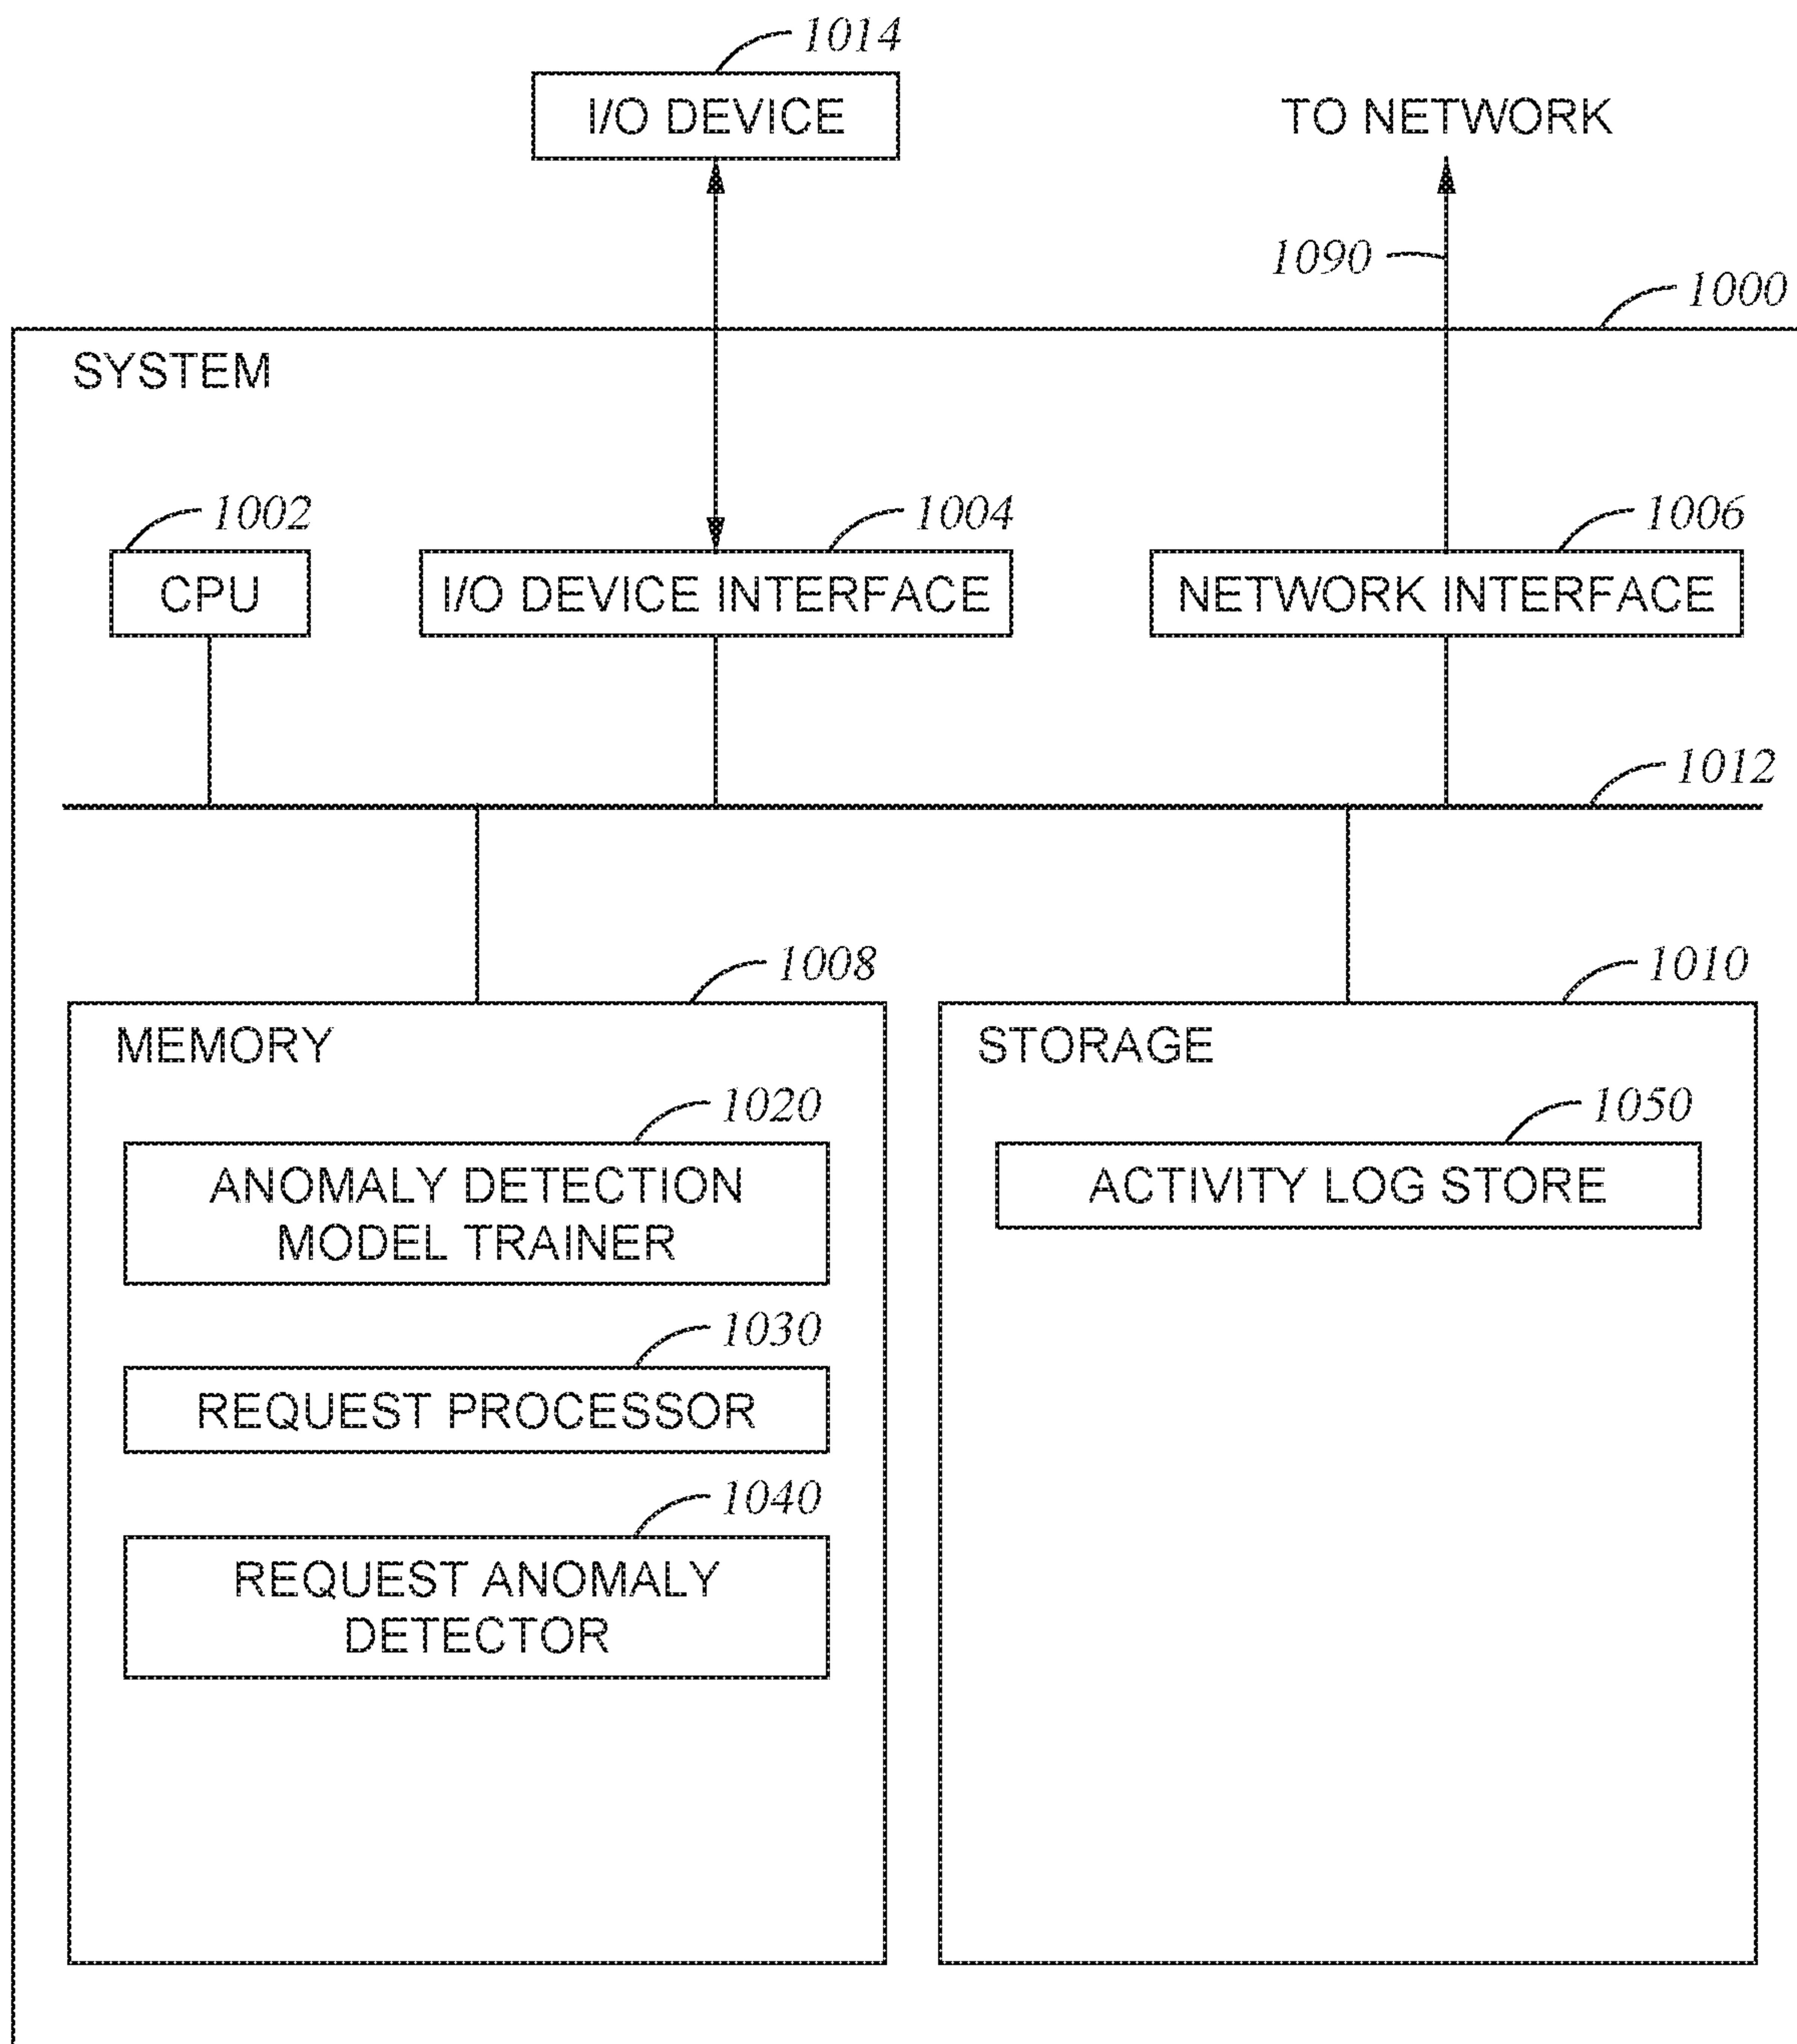 1014
I/O DEVICE
TO NETWORK
1090
1000
SYSTEM
1002
1004
1006
CPU
I/O DEVICE INTERFACE
NETWORK INTERFACE
1012
1008
1010
MEMORY
STORAGE
1020
1050
ANOMALY DETECTION
MODEL TRAINER
ACTIVITY LOG STORE
1030
REQUEST PROCESSOR
1040
REQUEST ANOMALY
DETECTOR